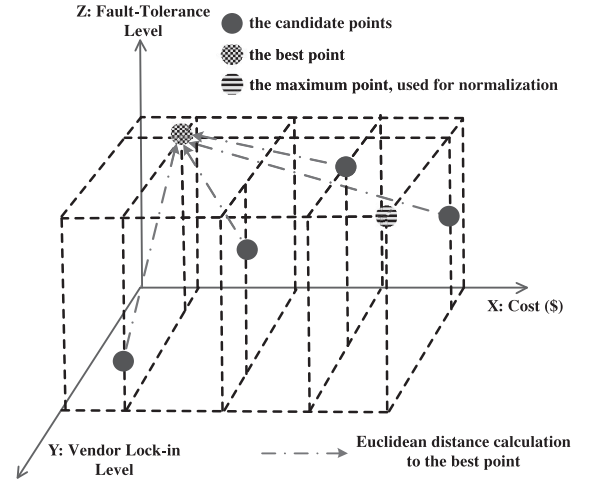 Z: Fault-Tolerance
Level
the candidate points
the best point
the maximum point, used for normalization
X: Cost ($)
Y: Vendor Lock-in
Level
Euclidean distance calculation
to the best point